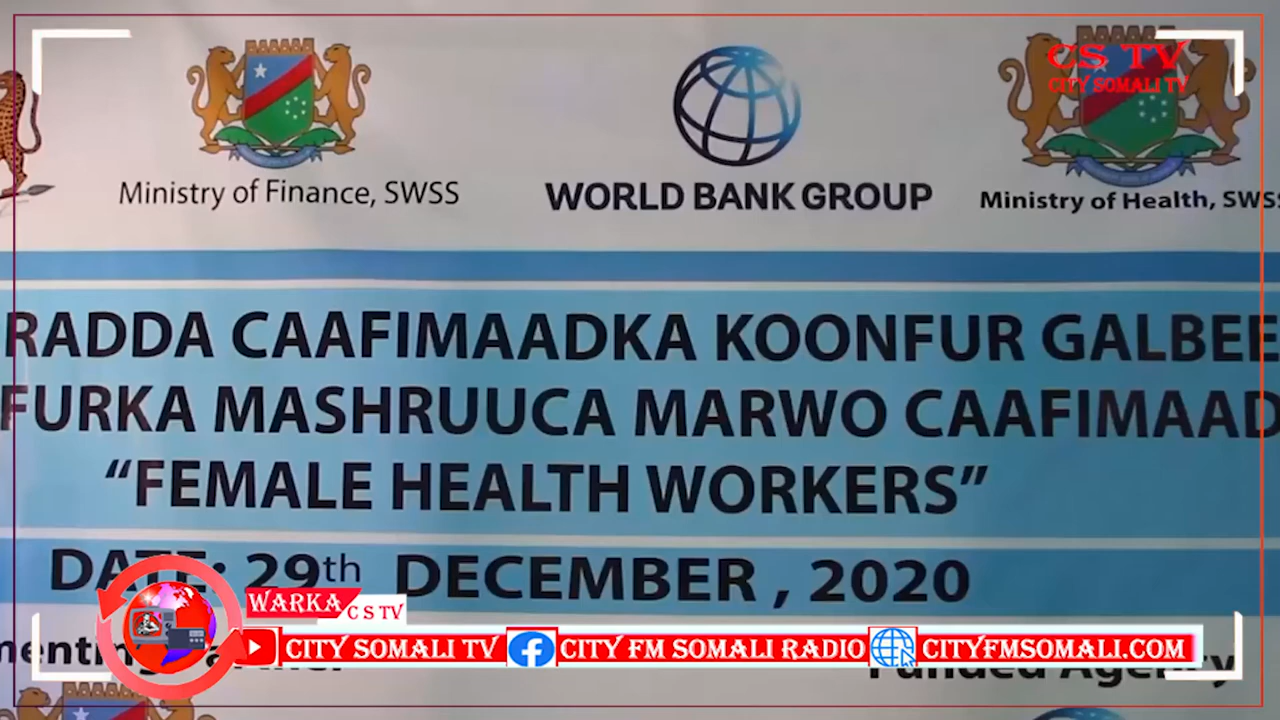 CS TV
CITY SOMALI TV
Ministry of Finance, SWSS
WORLD BANK GROUP
Ministry of Health, SWSS
RADDA CAAFIMAADKA KOONFUR GALBEE
FURKA MASHRUUCA MARWO CAAFIMAAD
“FEMALE HEALTH WORKERS”
DATE: 29th DECEMBER , 2020
WARKA
C S TV
CITY SOMALI TV
CITY FM SOMALI RADIO
CITYFMSOMALI.COM
Funded Agency